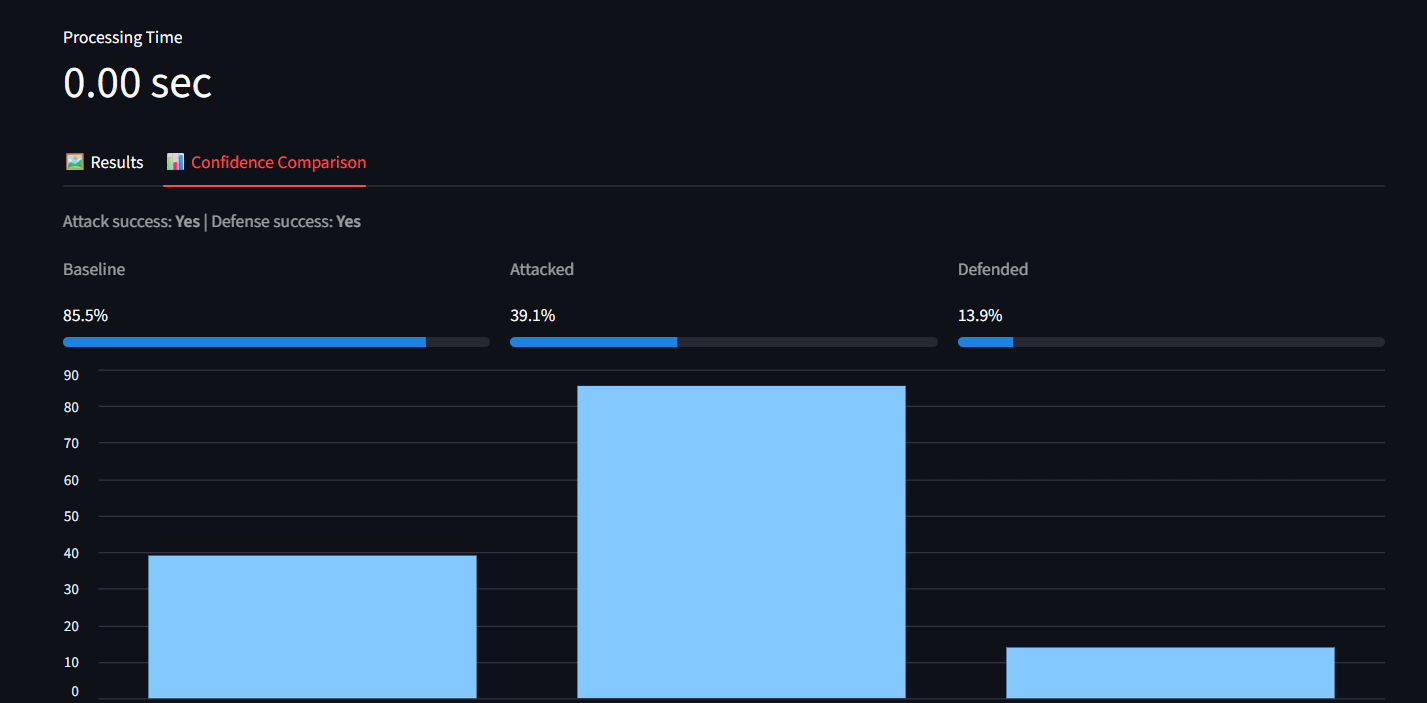 Processing Time
0.00 sec
Results Confidence Comparison
Attack success: Yes | Defense success: Yes
Baseline Attacked Defended
85.5% 39.1% 13.9%
90
80
70
60
50
40
30
20
10
0